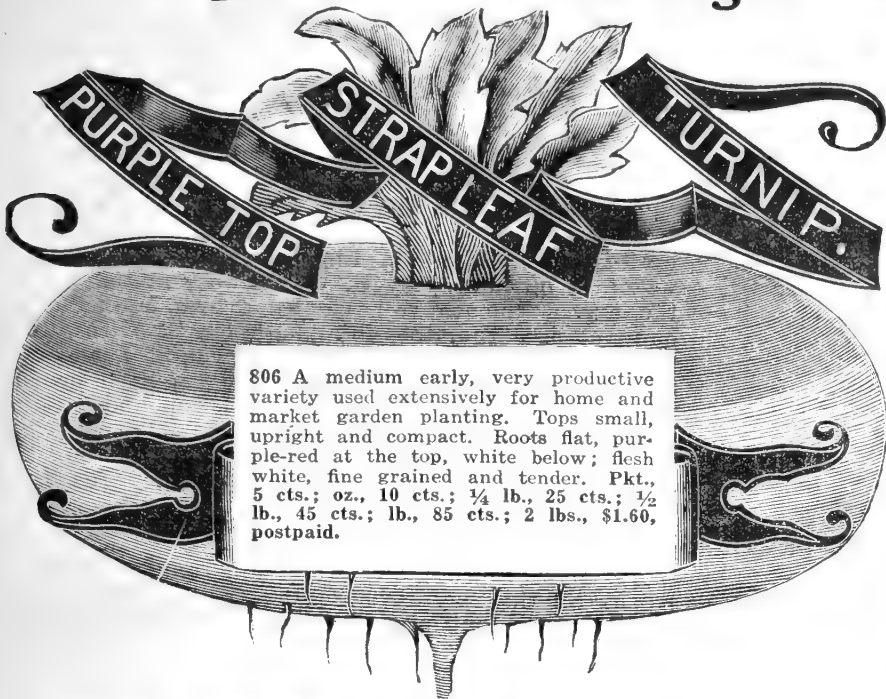 PURPLE TOP STRAP LEAF TURNIP.
806 A medium early, very productive
variety used extensively for home and
market garden planting. Tops small,
upright and compact. Roots flat, pur-
ple-red at the top, white below; flesh
white, fine grained and tender. Pkt.,
5 cts.; oz., 10 cts.; ¼ lb., 25 cts.; ½
lb., 45 cts.; lb., 85 cts.; 2 lbs., $1.60,
postpaid.